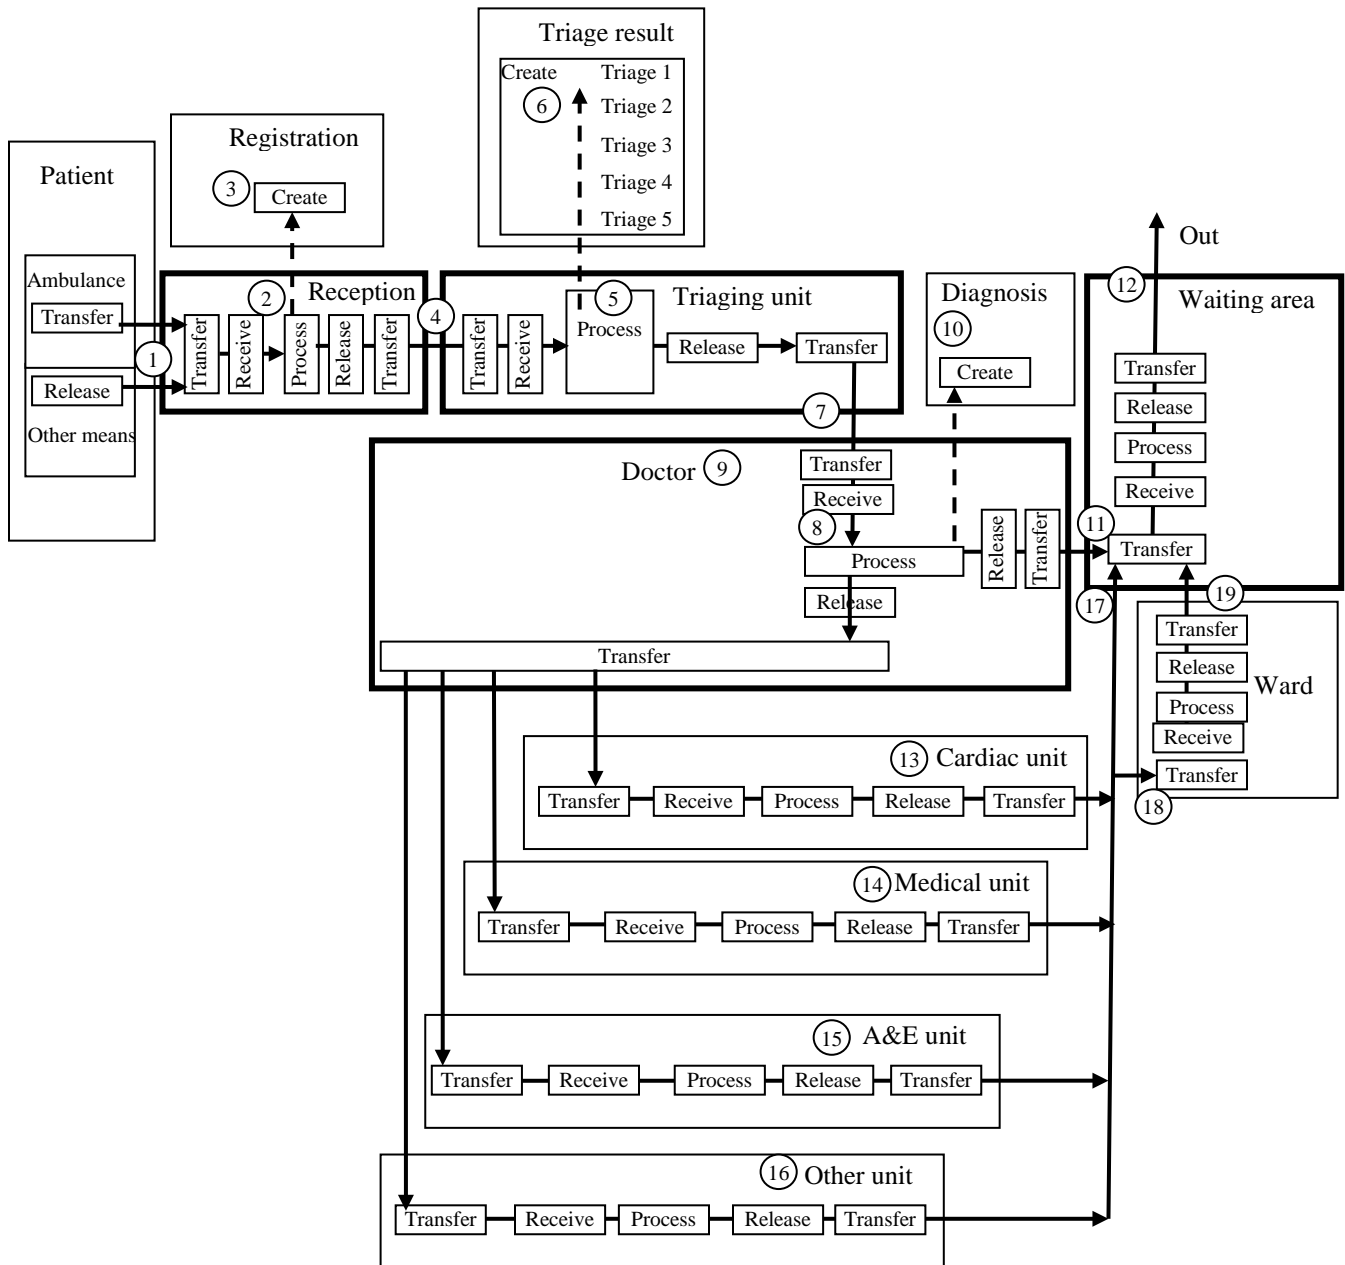 Triage result
Create
Triage 1
6
Triage 2
Triage 3
Triage 4
Triage 5
Registration
3
Create
Patient
Ambulance
Transfer
1
Release
Other means
2
Reception
Transfer
Receive
Process
Release
Transfer
4
5
Triaging unit
Transfer
Receive
Process
Release
Transfer
7
Diagnosis
10
Create
Out
12
Waiting area
Transfer
Release
Process
Receive
11
Transfer
Doctor
9
Transfer
Receive
8
Process
Release
Transfer
Release
Transfer
17
19
Transfer
Release
Ward
Process
Receive
Transfer
18
13
Cardiac unit
Transfer
Receive
Process
Release
Transfer
14
Medical unit
Transfer
Receive
Process
Release
Transfer
15
A&E unit
Transfer
Receive
Process
Release
Transfer
16
Other unit
Transfer
Receive
Process
Release
Transfer